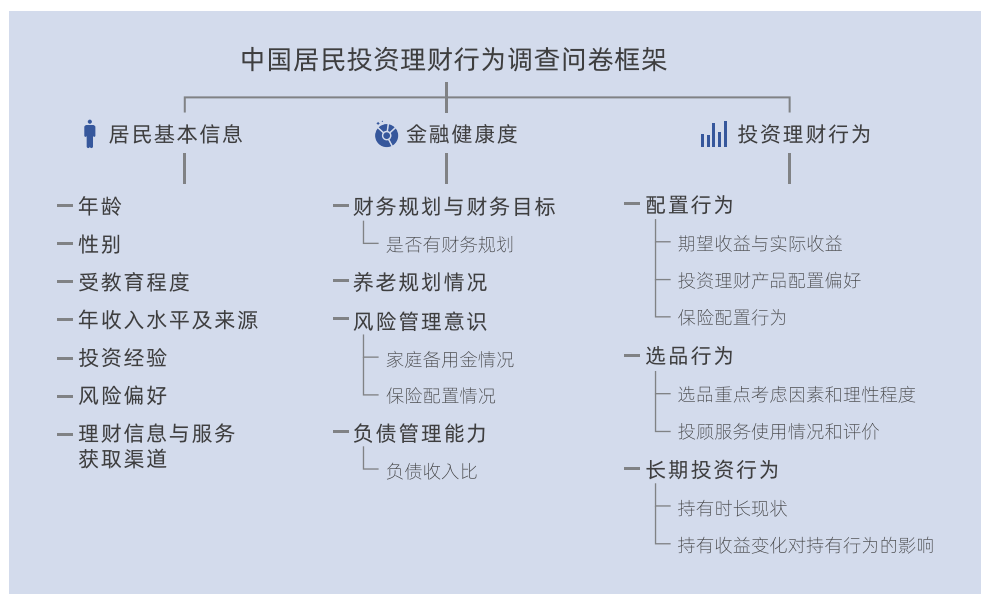 中国居民投资理财行为调查问卷框架
居民基本信息
年龄
性别
受教育程度
年收入水平及来源
投资经验
风险偏好
理财信息与服务
获取渠道
金融健康度
财务规划与财务目标
是否有财务规划
养老规划情况
风险管理意识
家庭备用金情况
保险配置情况
负债管理能力
负债收入比
投资理财行为
配置行为
期望收益与实际收益
投资理财产品配置偏好
保险配置行为
选品行为
选品重点考虑因素和理性程度
投顾服务使用情况和评价
长期投资行为
持有时长现状
持有收益变化对持有行为的影响